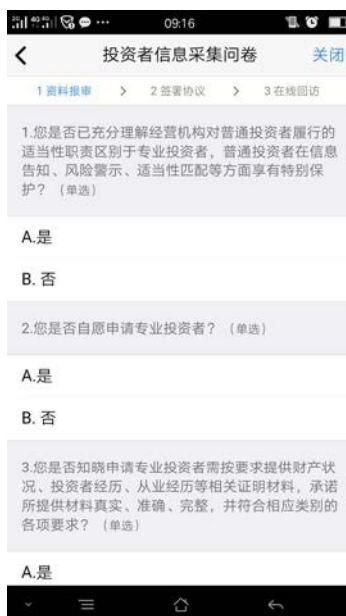 09:16
投资者信息采集问卷 关闭
1 资料报审 > 2 签署协议 > 3 在线回访
1.您是否已充分理解经营机构对普通投资者履行的
适当性职责区别于专业投资者，普通投资者在信息
告知、风险警示、适当性匹配等方面享有特别保
护？（单选）
A.是
B. 否
2.您是否自愿申请专业投资者？（单选）
A.是
B. 否
3.您是否知晓申请专业投资者需按要求提供财产状
况、投资者经历、从业经历等相关证明材料，承诺
所提供材料真实、准确、完整，并符合相应类别的
各项要求？（单选）
A.是